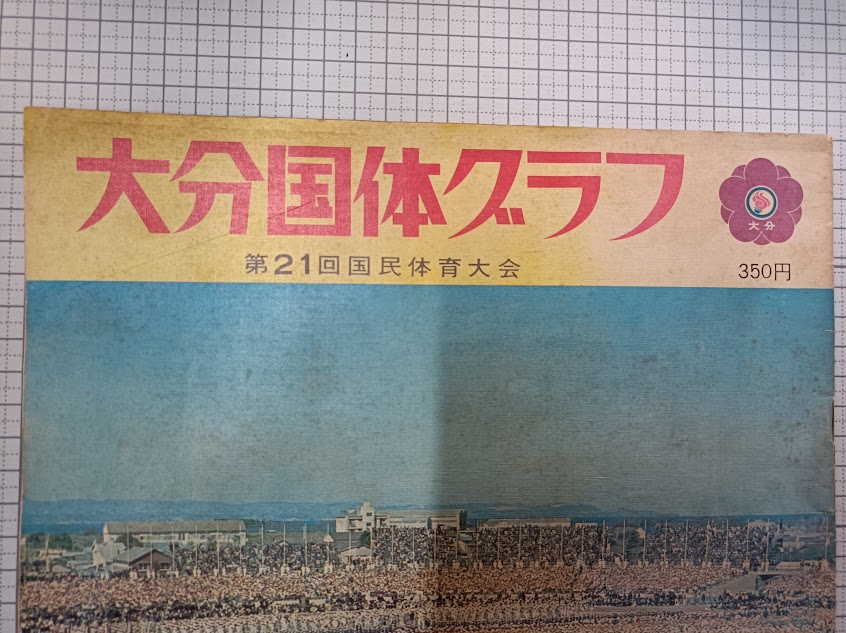 大分国体グラフ
大分
第21回国民体育大会
350円